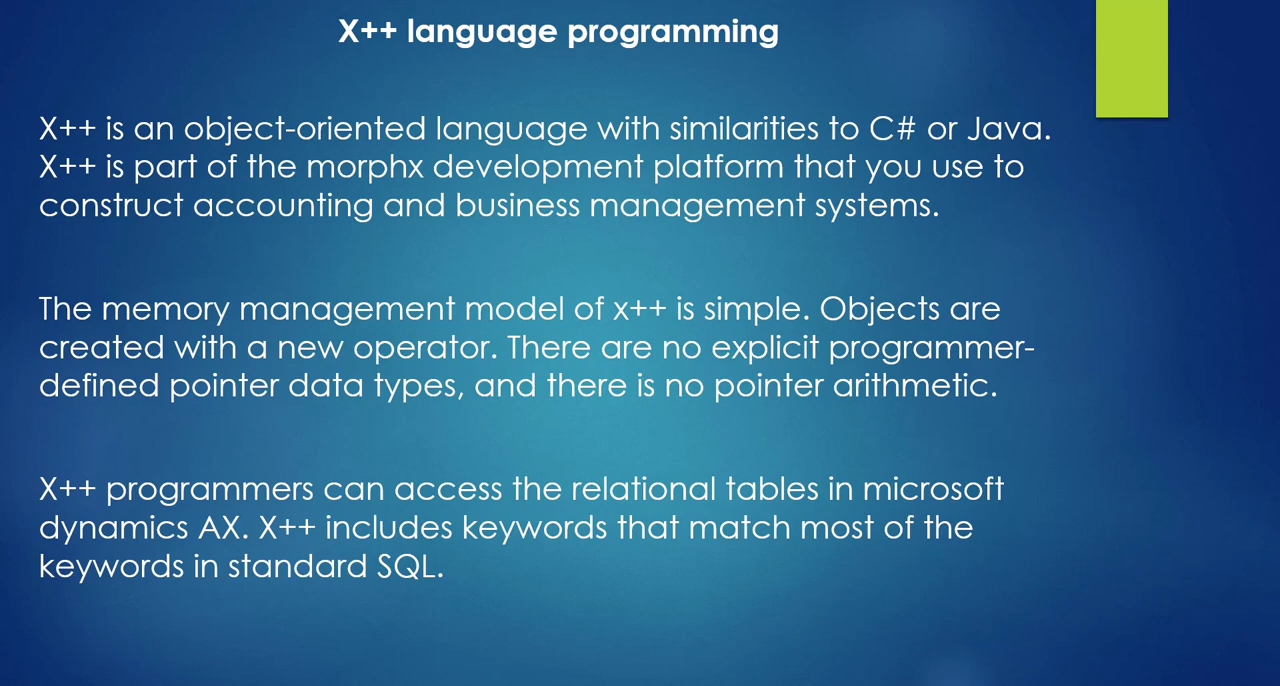 X++ language programming
X++ is an object-oriented language with similarities to C# or Java.
X++ is part of the morphx development platform that you use to
construct accounting and business management systems.
The memory management model of x++ is simple. Objects are
created with a new operator. There are no explicit programmer-
defined pointer data types, and there is no pointer arithmetic.
X++ programmers can access the relational tables in microsoft
dynamics AX. X++ includes keywords that match most of the
keywords in standard SQL.